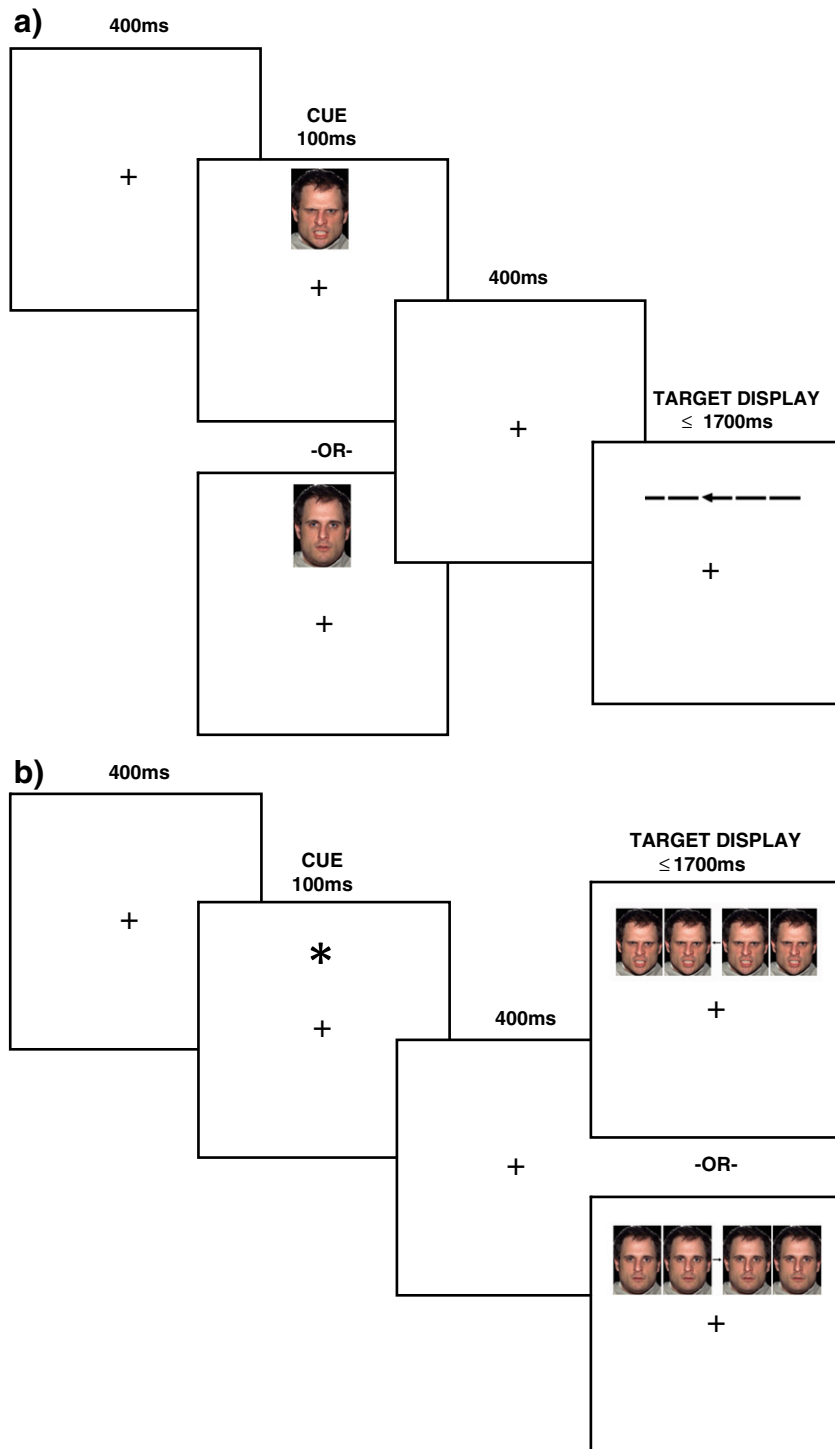 a)
400ms
CUE
100ms
400ms
TARGET DISPLAY
≤ 1700ms
-OR-
b)
400ms
CUE
100ms
*
400ms
TARGET DISPLAY
≤1700ms
-OR-